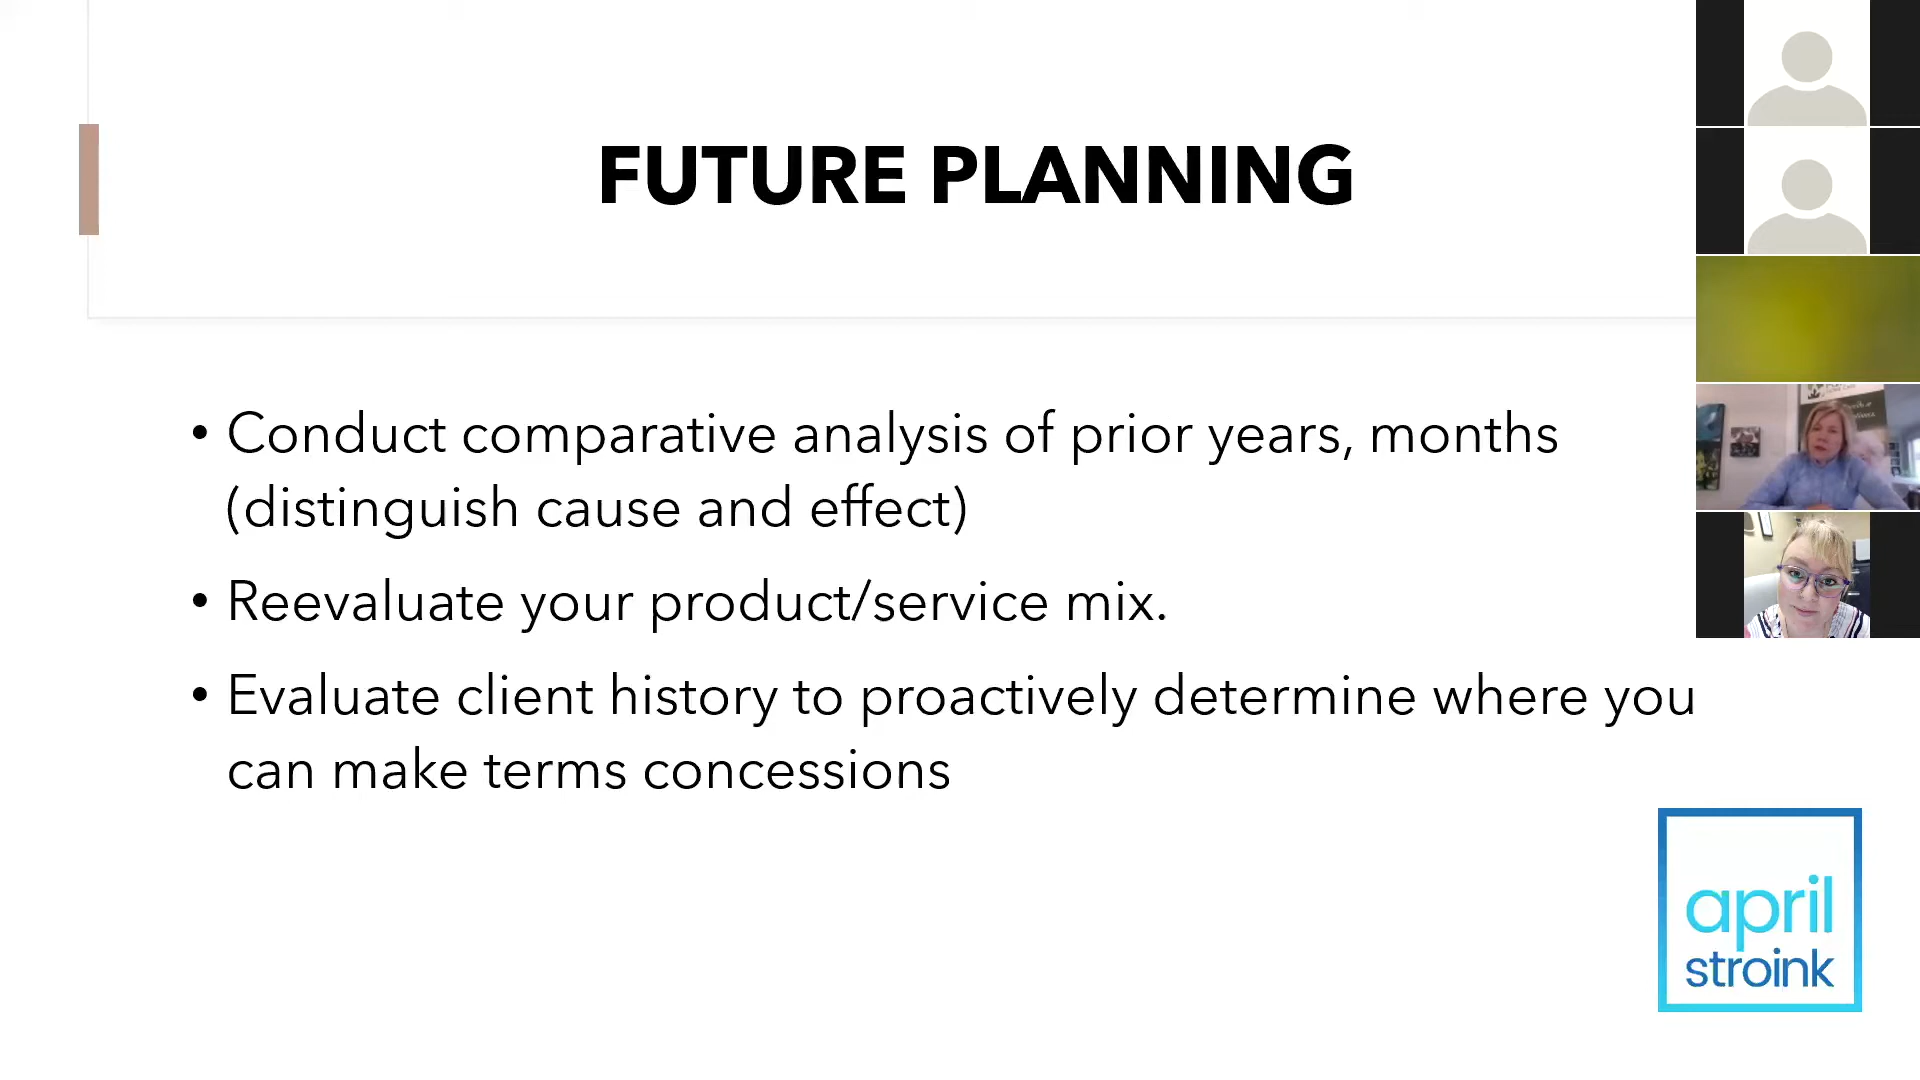 FUTURE PLANNING
• Conduct comparative analysis of prior years, months
(distinguish cause and effect)
• Reevaluate your product/service mix.
• Evaluate client history to proactively determine where you
can make terms concessions
april
stroink